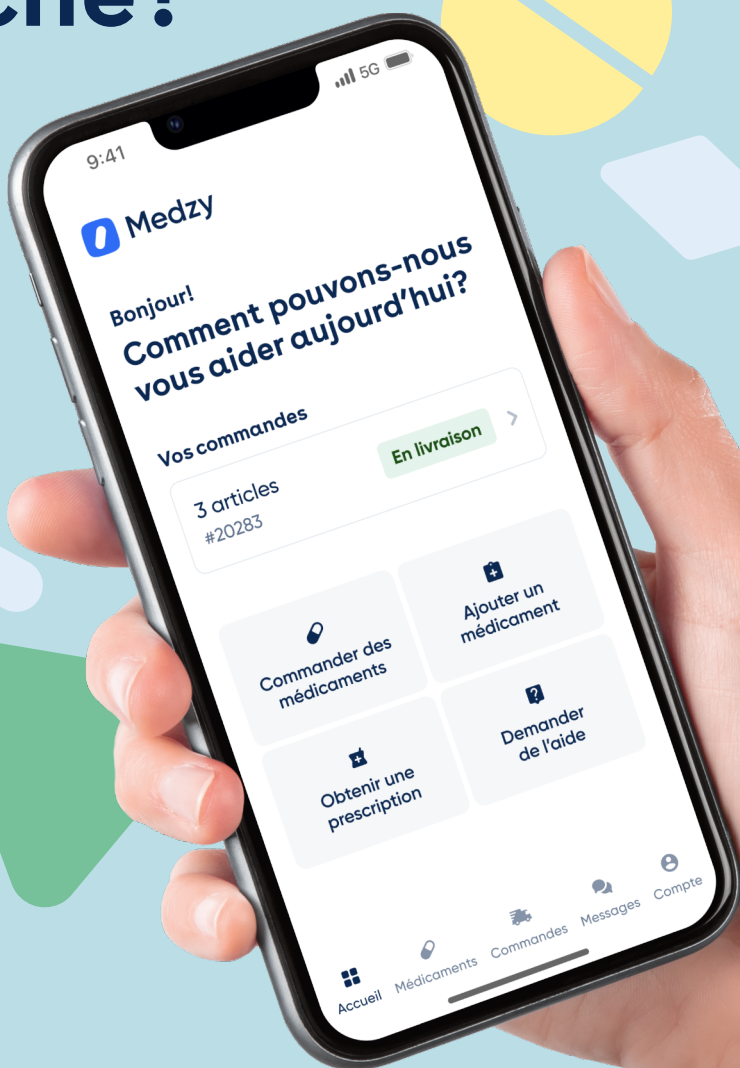 9:41
5G
Medzy
Bonjour!
Comment pouvons-nous
vous aider aujourd’hui?
Vos commandes
3 articles
#20283
En livraison
Commander des
médicaments
Ajouter un
médicament
Obtenir une
prescription
Demander
de l'aide
Accueil
Médicaments
Commandes
Messages
Compte